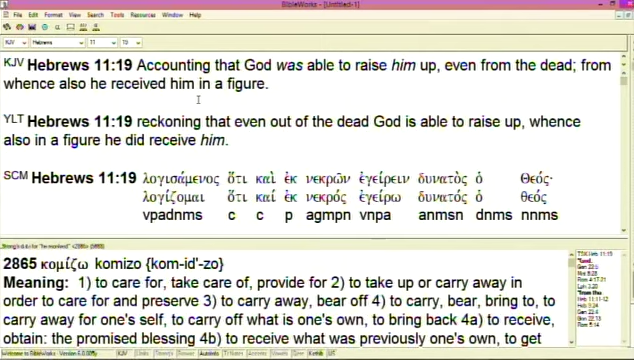 BibleWorks - [Untitled-1]
File Edit Format View Search Tools Resources Reckoning Window Help
KJV Hebrews 11 19
KJV Hebrews 11:19 Accounting that God was able to raise him up, even from the dead; from
whence also he received him in a figure.
YLT Hebrews 11:19 reckoning that even out of the dead God is able to raise up, whence
also in a figure he did receive him.
SCM Hebrews 11:19 λογισάμενος ὅτι καὶ ἐκ νεκρῶν ἐγείρειν δυνατὸς ὁ Θεός·
λογίζομαι ὅτι καί ἐκ νεκρός ἐγείρω δυνατός ὁ θεός
vpadnms c c p agmpn vnpa anmsn dnms nnms
2865 κομίζω komizo {kom-id'-zo}
Meaning: 1) to care for, take care of, provide for 2) to take up or carry away in
order to care for and preserve 3) to carry away, bear off 4) to carry, bear, bring to, to
carry away for one's self, to carry off what is one's own, to bring back 4a) to receive,
obtain: the promised blessing 4b) to receive what was previously one's own, to get